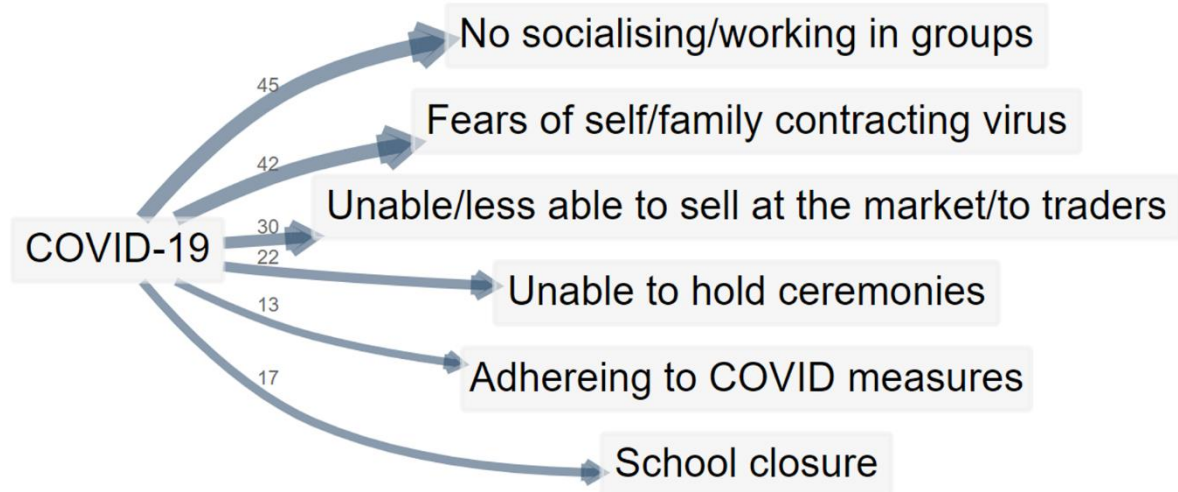 No socialising/working in groups
45
Fears of self/family contracting virus
42
Unable/less able to sell at the market/to traders
30
COVID-19
22
Unable to hold ceremonies
13
Adhereing to COVID measures
17
School closure